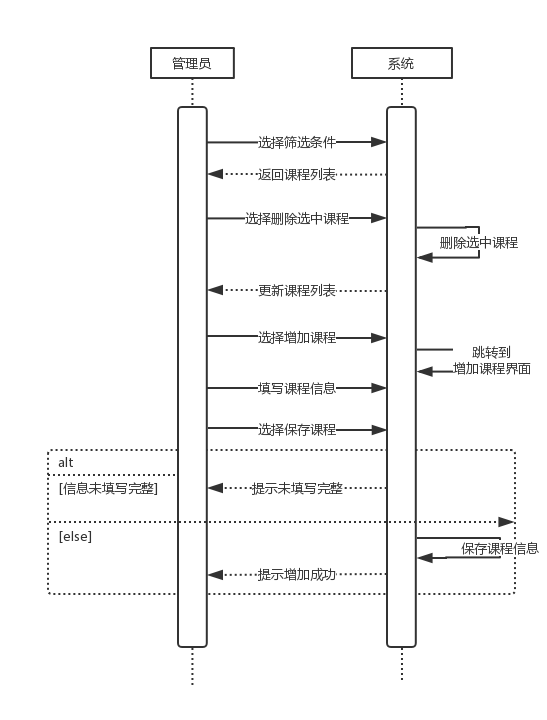 管理员
系统
选择筛选条件
返回课程列表
选择删除选中课程
删除选中课程
更新课程列表
选择增加课程
跳转到
增加课程界面
填写课程信息
选择保存课程
alt
[信息未填写完整]
提示未填写完整
[else]
保存课程信息
提示增加成功